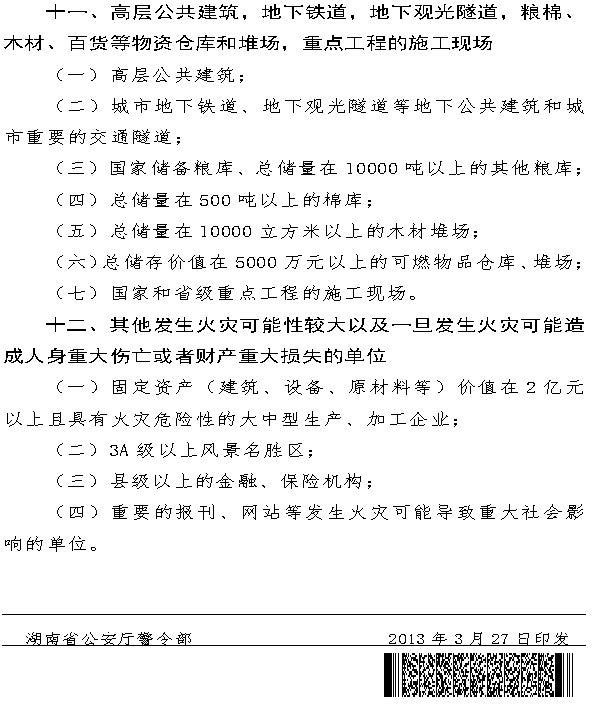 十一、高层公共建筑，地下铁道，地下观光隧道，粮棉、
木材、百货等物资仓库和堆场，重点工程的施工现场
（一）高层公共建筑；
（二）城市地下铁道、地下观光隧道等地下公共建筑和城
市重要的交通隧道；
（三）国家储备粮库、总储量在 10000 吨以上的其他粮库；
（四）总储量在 500 吨以上的棉库；
（五）总储量在 10000 立方米以上的木材堆场；
（六）总储存价值在 5000 万元以上的可燃物品仓库、堆场；
（七）国家和省级重点工程的施工现场。
十二、其他发生火灾可能性较大以及一旦发生火灾可能造
成人身重大伤亡或者财产重大损失的单位
（一）固定资产（建筑、设备、原材料等）价值在 2 亿元
以上且具有火灾危险性的大中型生产、加工企业；
（二）3A 级以上风景名胜区；
（三）县级以上的金融、保险机构；
（四）重要的报刊、网站等发生火灾可能导致重大社会影
响的单位。
湖南省公安厅警令部 2013 年 3 月 27 日印发